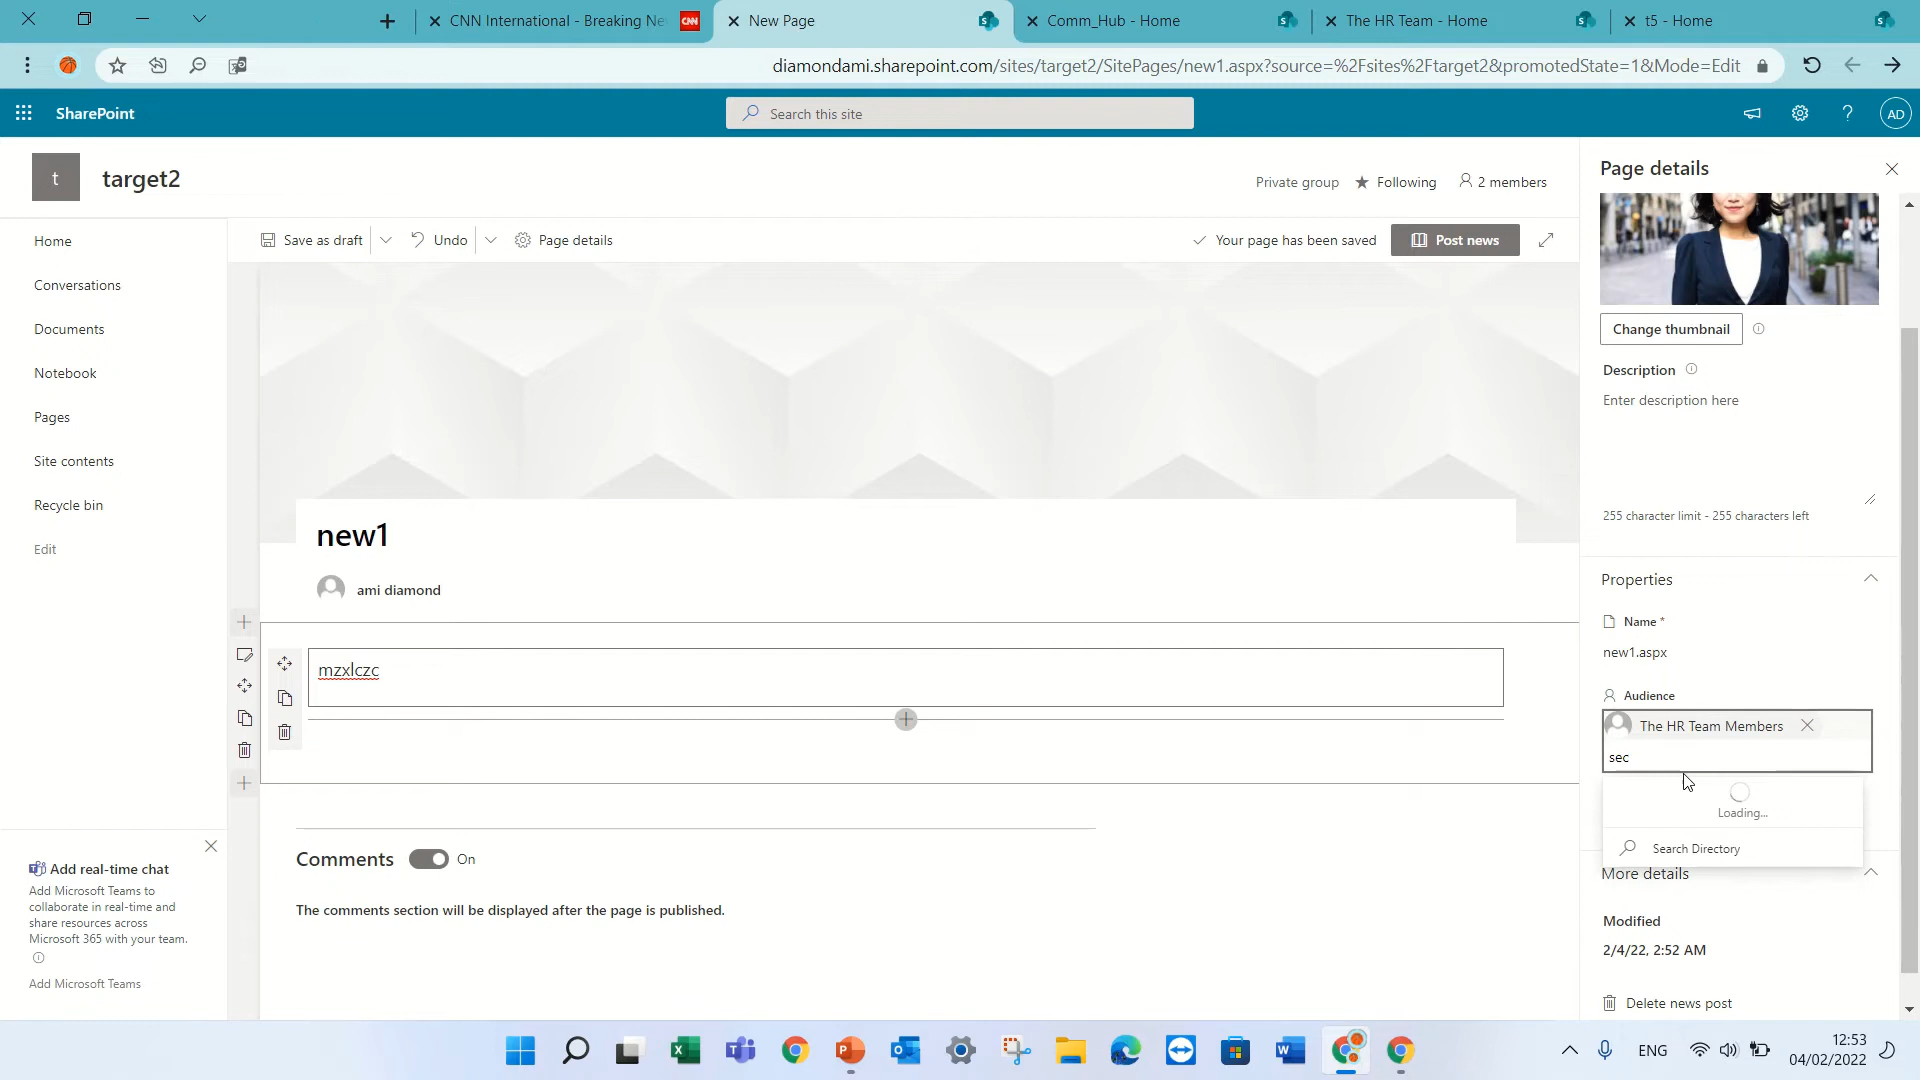 CNN International - Breaking Ne
CNN
New Page
Comm_Hub - Home
The HR Team - Home
t5 - Home
diamondami.sharepoint.com/sites/target2/SitePages/new1.aspx?source=%2Fsites%2Ftarget2&promotedState=1&Mode=Edit
SharePoint
Search this site
AD
t
target2
Private group
Following
2 members
Page details
Home
Conversations
Documents
Notebook
Pages
Site contents
Recycle bin
Edit
Save as draft
Undo
Page details
Your page has been saved
Post news
new1
ami diamond
mzxlczc
Comments
On
The comments section will be displayed after the page is published.
Change thumbnail
Description
Enter description here
255 character limit - 255 characters left
Properties
Name *
new1.aspx
Audience
The HR Team Members
sec
Loading...
Search Directory
More details
Modified
2/4/22, 2:52 AM
Delete news post
Add real-time chat
Add Microsoft Teams to
collaborate in real-time and
share resources across
Microsoft 365 with your team.
Add Microsoft Teams
ENG
12:53
04/02/2022